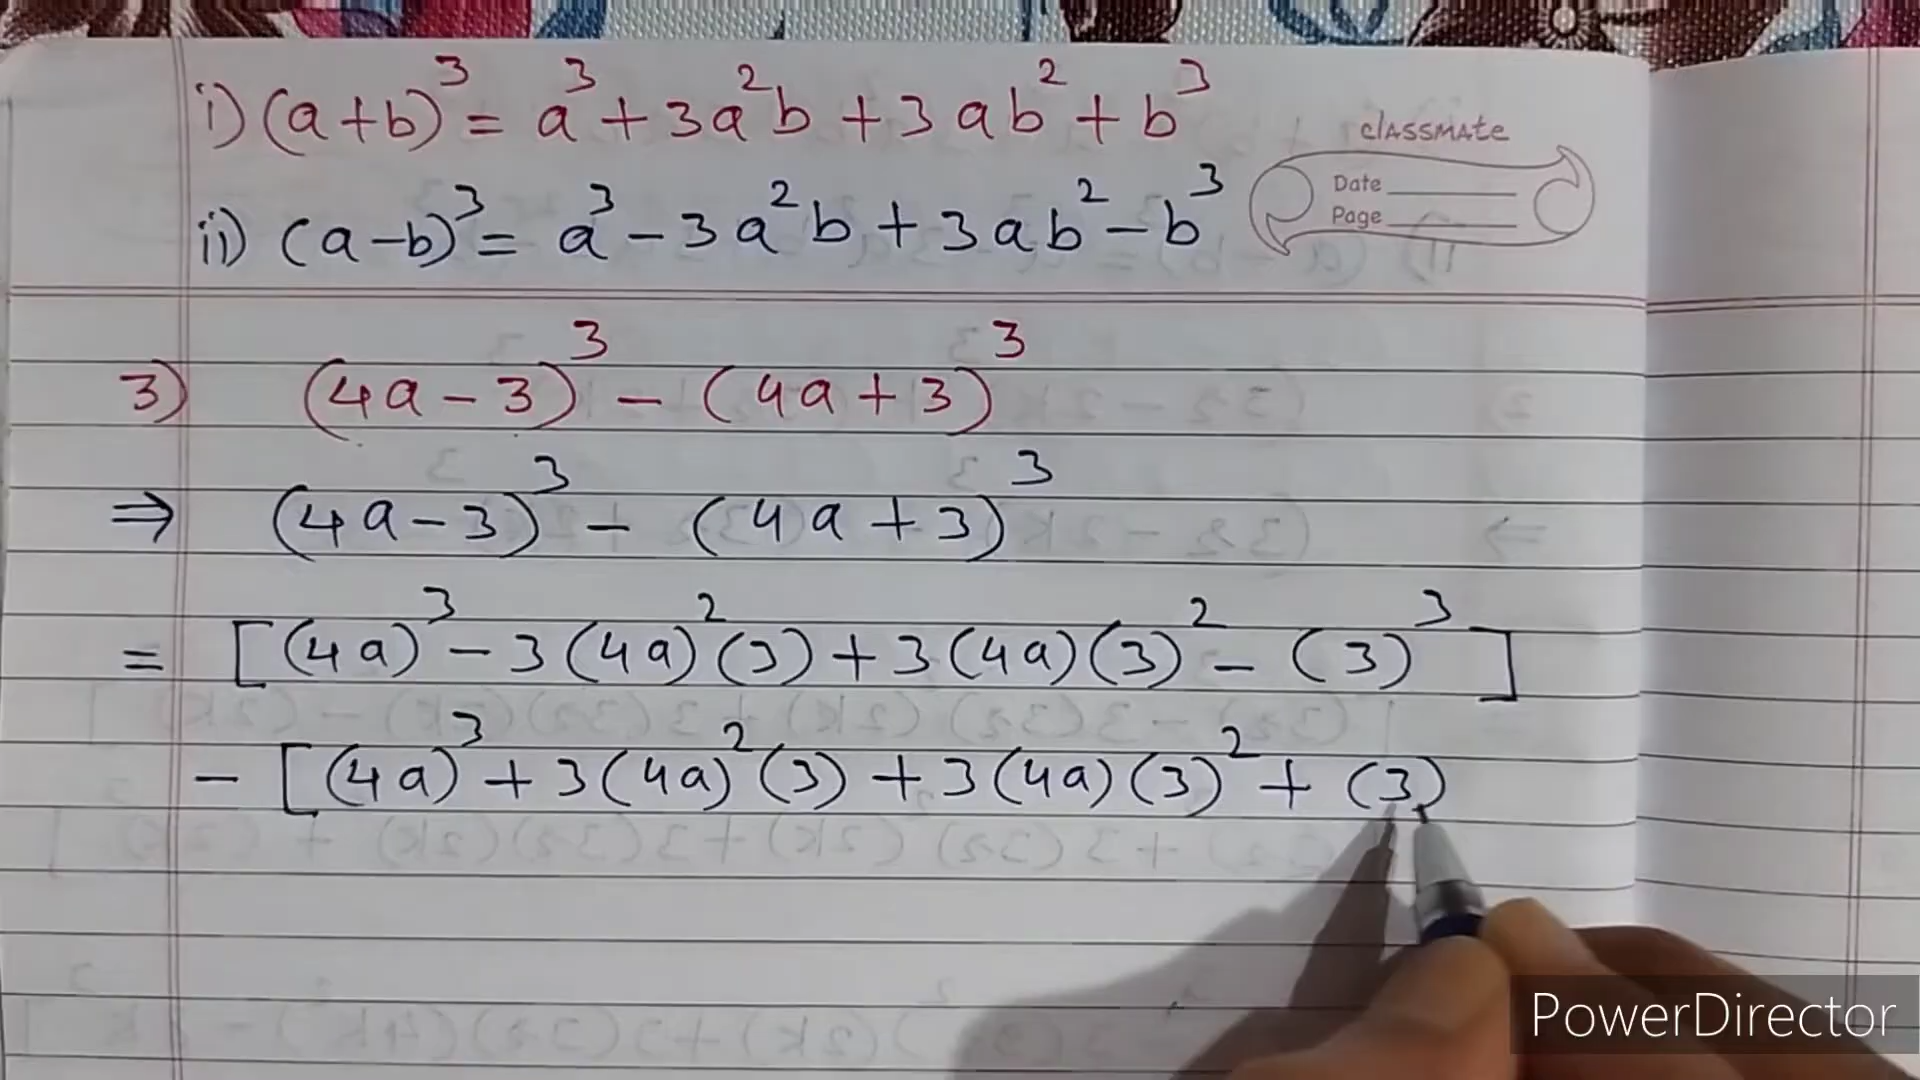 i) (a+b)³ = a³ + 3a²b + 3ab² + b³
classmate
Date
Page
ii) (a-b)³ = a³ - 3a²b + 3ab² - b³
3) (4a-3)³ - (4a+3)³
⇒ (4a-3)³ - (4a+3)³
= [(4a)³ - 3(4a)²(3) + 3(4a)(3)² - (3)³]
- [(4a)³ + 3(4a)²(3) + 3(4a)(3)² + (3)
PowerDirector